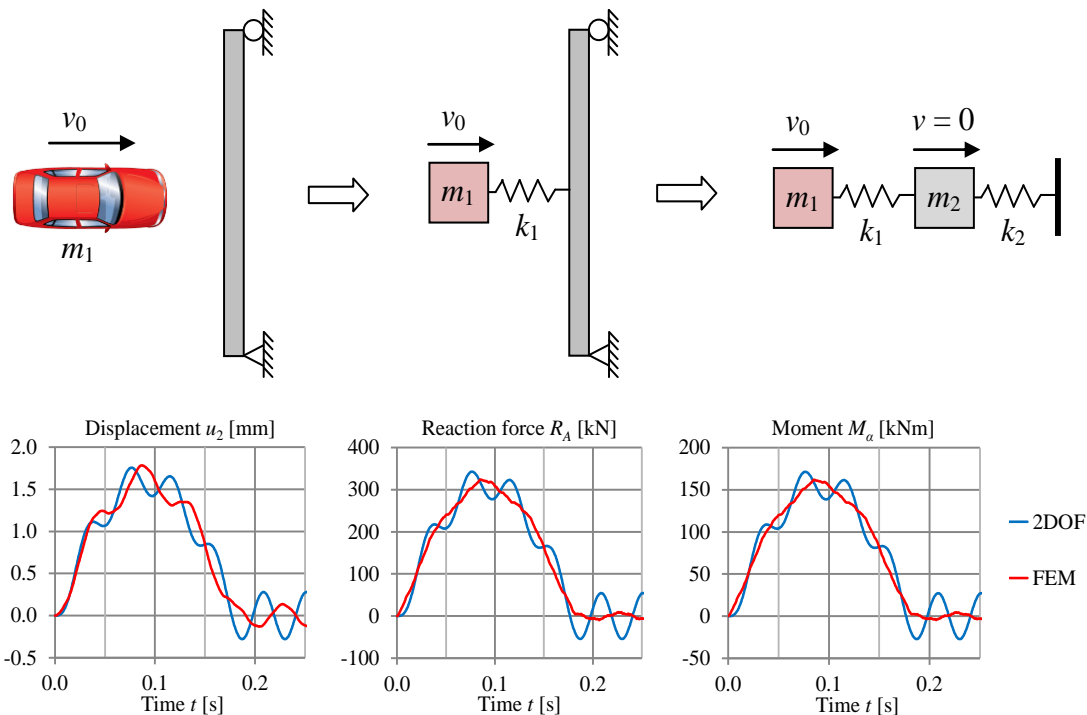 v₀
m₁
v₀
m₁
k₁
v₀
v = 0
m₁
m₂
k₁
k₂
Displacement u₂ [mm]
2.0
1.5
1.0
0.5
0.0
-0.5
0.0 0.1 0.2
Time t [s]
Reaction force R_A [kN]
400
300
200
100
0
-100
0.0 0.1 0.2
Time t [s]
Moment M_α [kNm]
200
150
100
50
0
-50
0.0 0.1 0.2
Time t [s]
2DOF
FEM